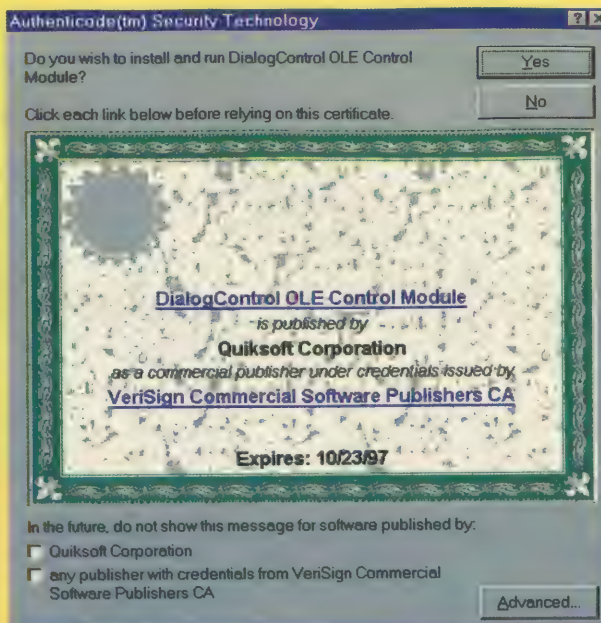 Authenticode(tm) Security Technology
Do you wish to install and run DialogControl OLE Control
Module?
Yes
No
Click each link below before relying on this certificate.
DialogControl OLE Control Module
is published by
Quiksoft Corporation
as a commercial publisher under credentials issued by
VeriSign Commercial Software Publishers CA
Expires: 10/23/97
In the future, do not show this message for software published by:
Quiksoft Corporation
any publisher with credentials from VeriSign Commercial
Software Publishers CA
Advanced...